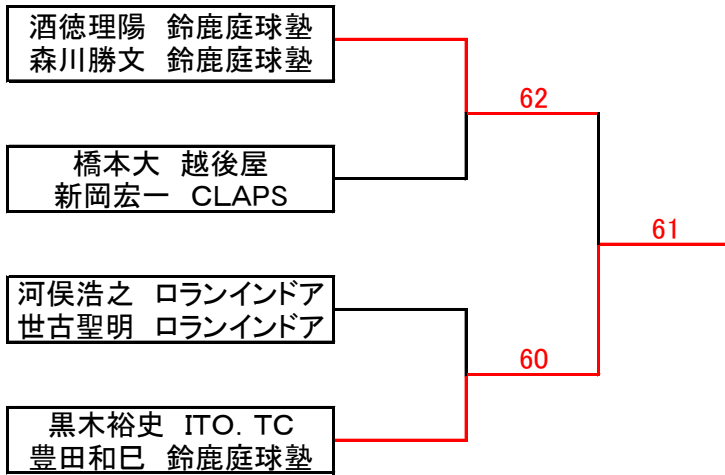 酒徳理陽　鈴鹿庭球塾
森川勝文　鈴鹿庭球塾
62
橋本大　越後屋
新岡宏一　CLAPS
61
河俣浩之　ロランインドア
世古聖明　ロランインドア
60
黒木裕史　ITO．TC
豊田和巳　鈴鹿庭球塾